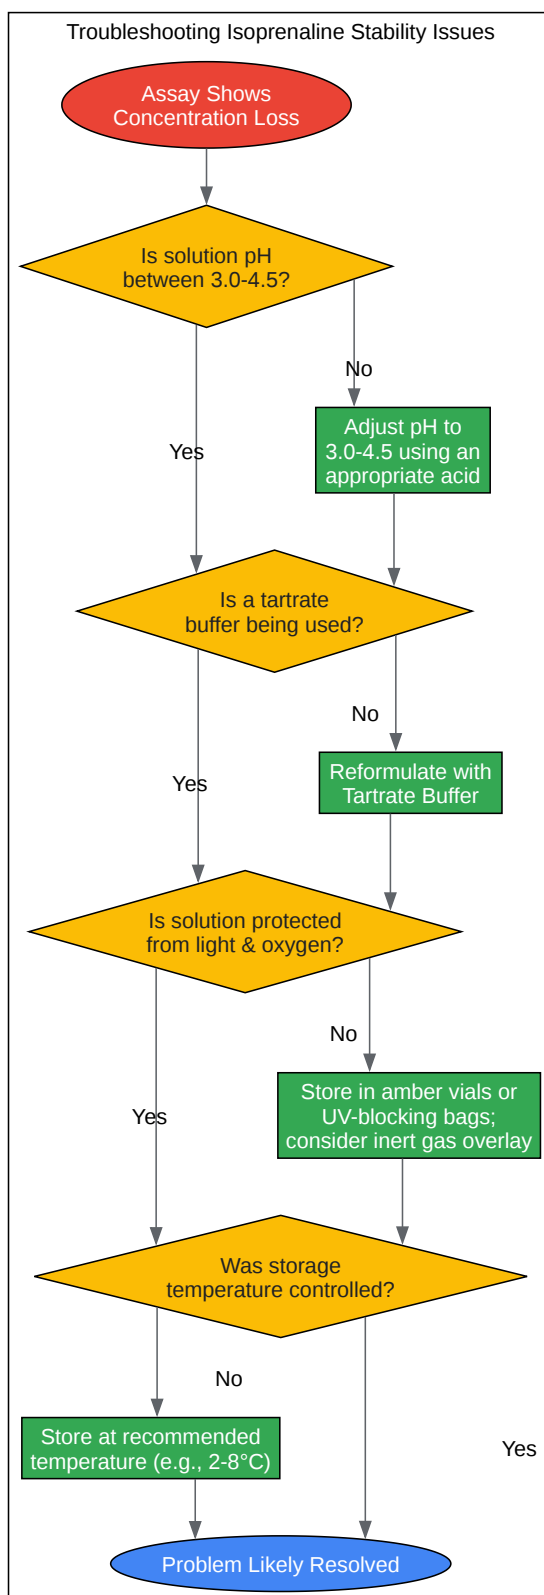 Troubleshooting Isoprenaline Stability Issues
Assay Shows
Concentration Loss
Is solution pH
between 3.0-4.5?
No
Adjust pH to
3.0-4.5 using an
appropriate acid
Yes
Is a tartrate
buffer being used?
No
Reformulate with
Tartrate Buffer
Yes
Is solution protected
from light & oxygen?
No
Store in amber vials or
UV-blocking bags;
consider inert gas overlay
Yes
Was storage
temperature controlled?
No
Store at recommended
temperature (e.g., 2-8°C)
Yes
Problem Likely Resolved